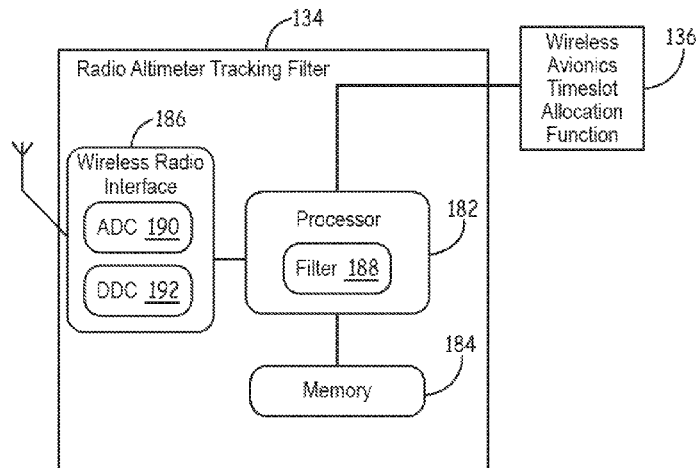 134
Radio Altimeter Tracking Filter
Wireless
Avionics
Timeslot
Allocation
Function
136
186
Wireless Radio
Interface
ADC 190
DDC 192
Processor
Filter 188
182
Memory
184